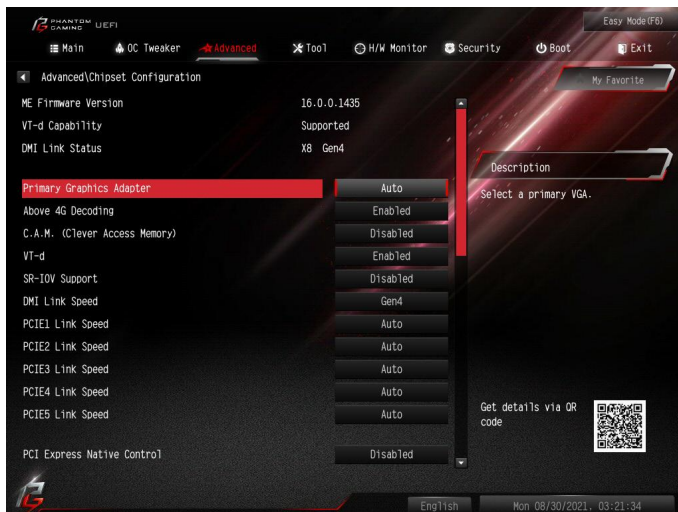 PHANTOM GAMING UEFI
Easy Mode(F6)
Main OC Tweaker Advanced Tool H/W Monitor Security Boot Exit
Advanced\Chipset Configuration
My Favorite
ME Firmware Version 16.0.0.1435
VT-d Capability Supported
DMI Link Status X8 Gen4
Description
Primary Graphics Adapter Auto
Select a primary VGA.
Above 4G Decoding Enabled
C.A.M. (Clever Access Memory) Disabled
VT-d Enabled
SR-IOV Support Disabled
DMI Link Speed Gen4
PCIE1 Link Speed Auto
PCIE2 Link Speed Auto
PCIE3 Link Speed Auto
PCIE4 Link Speed Auto
PCIE5 Link Speed Auto
Get details via QR
code
PCI Express Native Control Disabled
English
Mon 08/30/2021. 03:21:34